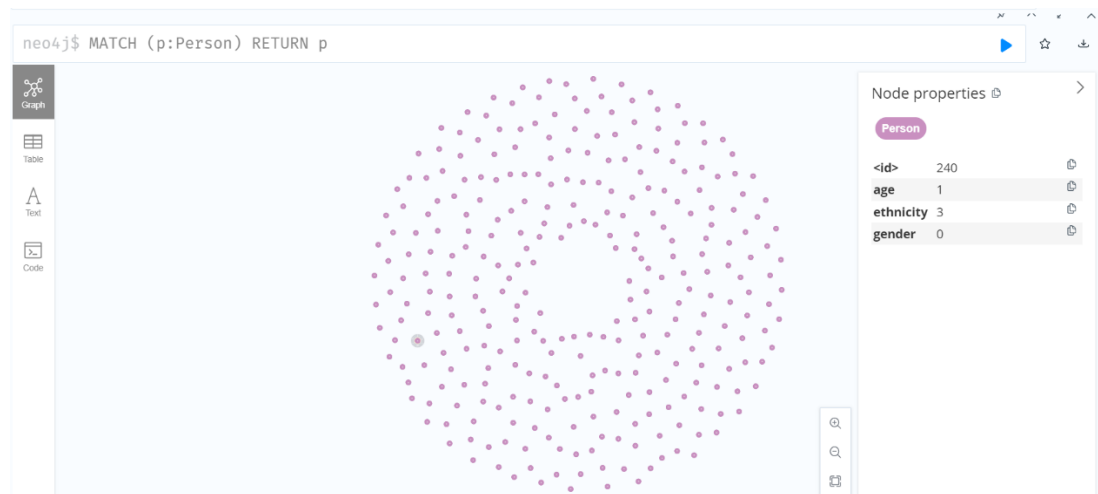 neo4j$ MATCH (p:Person) RETURN p
Graph
Table
Text
Code
Node properties
Person
<id> 240
age 1
ethnicity 3
gender 0